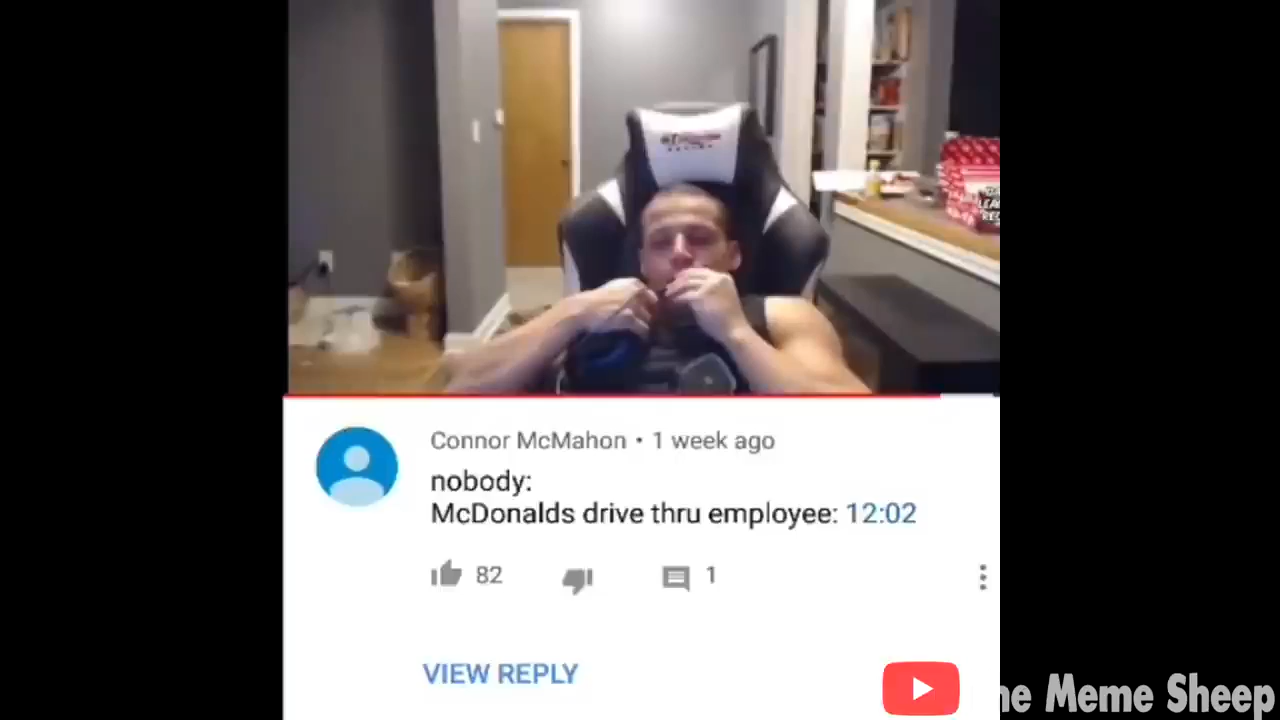 Connor McMahon • 1 week ago
nobody:
McDonalds drive thru employee: 12:02
82
1
VIEW REPLY
he Meme Sheep